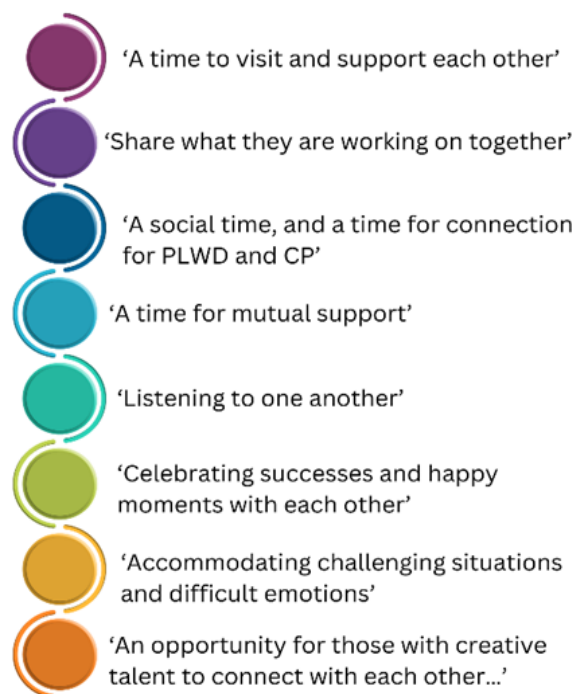 ‘A time to visit and support each other’
‘Share what they are working on together’
‘A social time, and a time for connection
for PLWD and CP’
‘A time for mutual support’
‘Listening to one another’
‘Celebrating successes and happy
moments with each other’
‘Accommodating challenging situations
and difficult emotions’
‘An opportunity for those with creative
talent to connect with each other…’